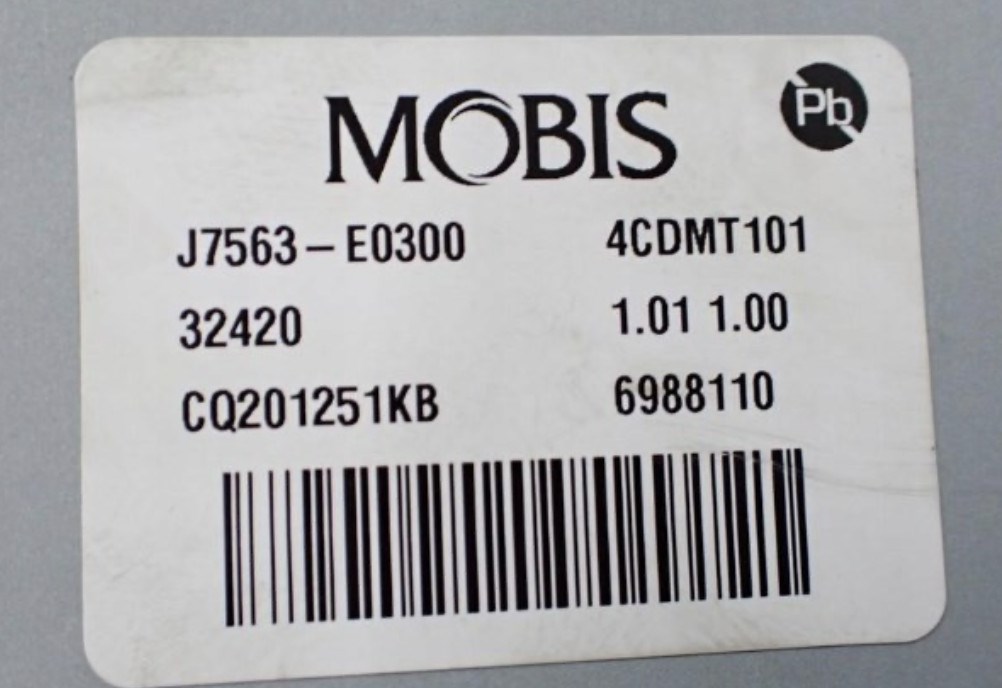 MOBIS
Pb
J7563-E0300 4CDMT101
32420 1.01 1.00
CQ201251KB 6988110